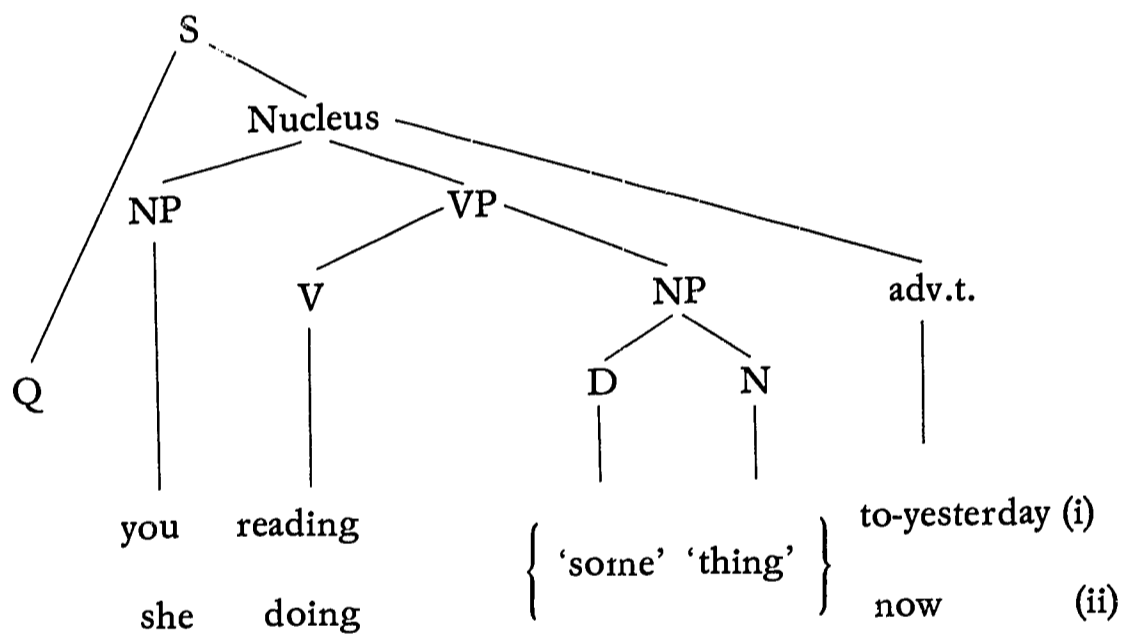 S
Nucleus
NP VP
V NP adv.t.
Q D N
you reading { ‘some’ ‘thing’ } to-yesterday (i)
she doing now (ii)